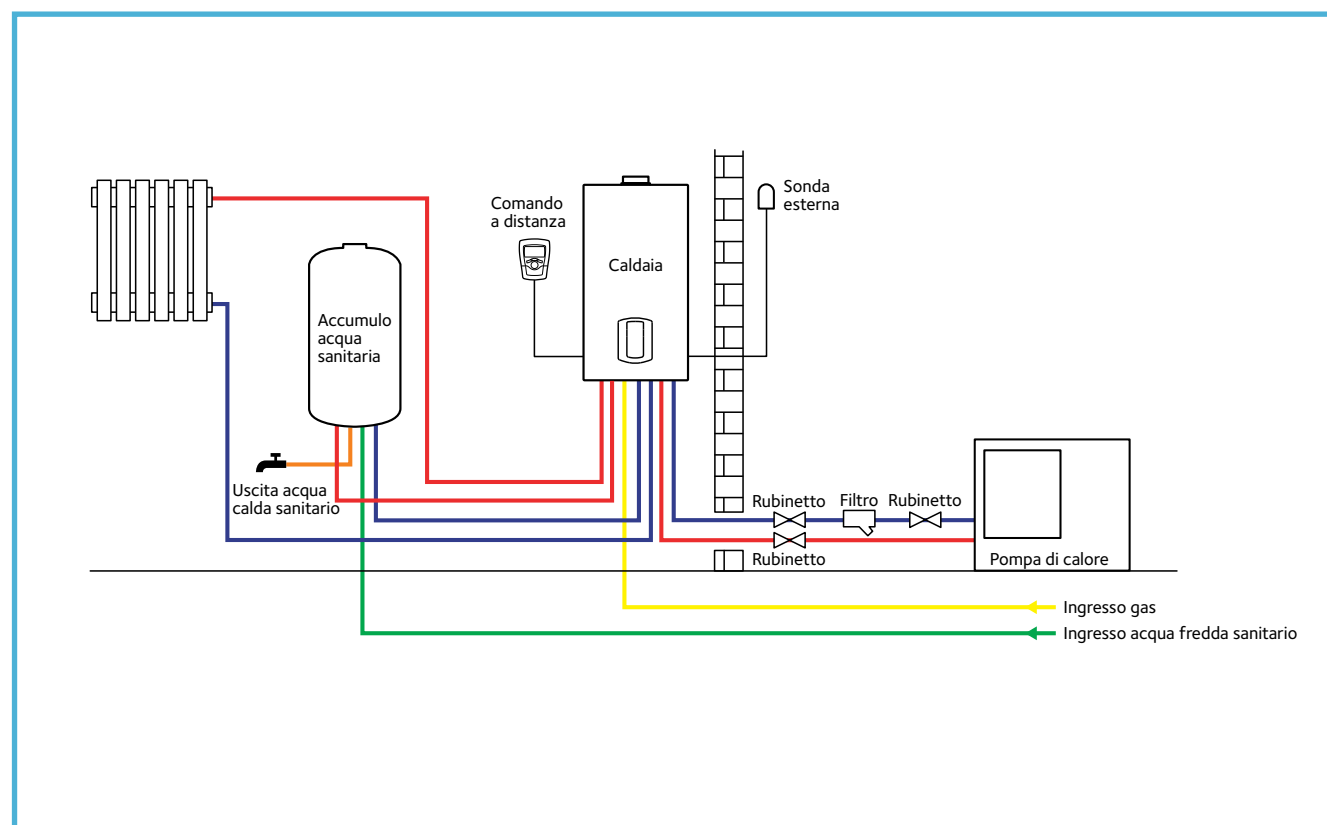 Comando
a distanza
Sonda
esterna
Caldaia
Accumulo
acqua
sanitaria
Uscita acqua
calda sanitario
Rubinetto
Filtro
Rubinetto
Rubinetto
Pompa di calore
Ingresso gas
Ingresso acqua fredda sanitario